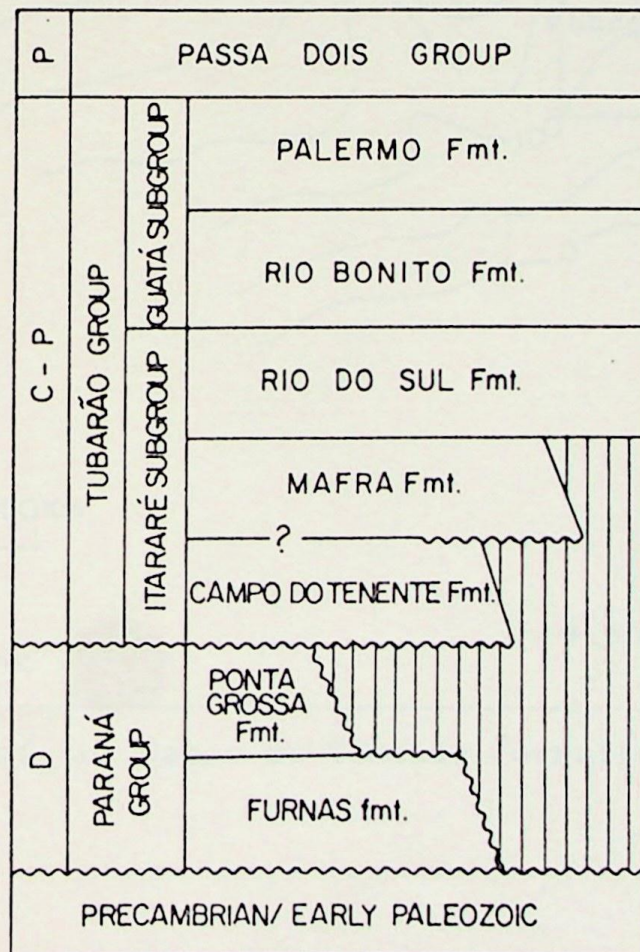 P
PASSA DOIS GROUP
C - P
TUBARÃO GROUP
GUATÁ SUBGROUP
PALERMO Fmt.
RIO BONITO Fmt.
ITARARÉ SUBGROUP
RIO DO SUL Fmt.
MAFRA Fmt.
?
CAMPO DO TENENTE Fmt.
D
PARANÁ
GROUP
PONTA
GROSSA
Fmt.
FURNAS fmt.
PRECAMBRIAN/ EARLY PALEOZOIC